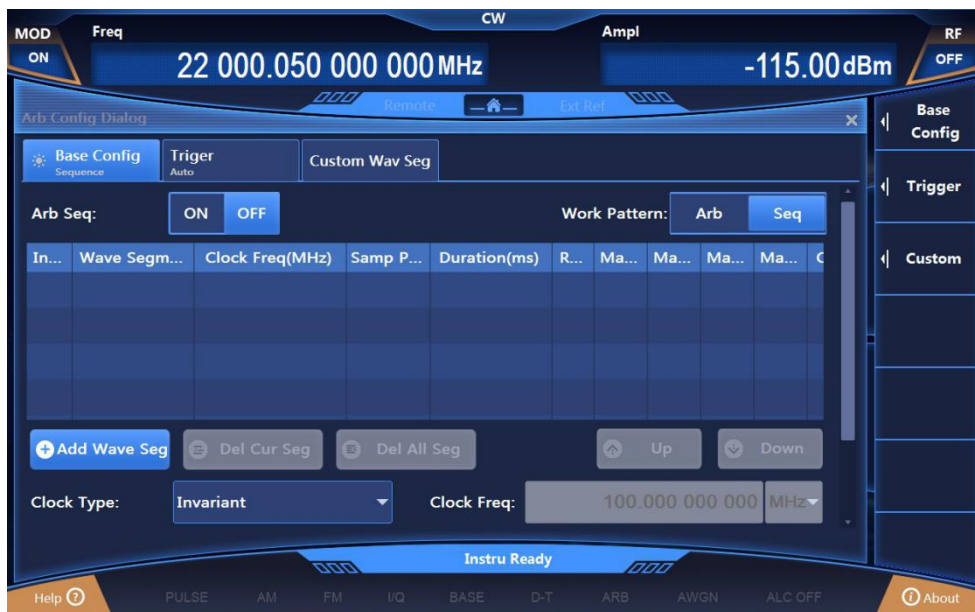 CW
MOD
Freq
Ampl
RF
ON
22 000.050 000 000 MHz
-115.00 dBm
OFF
Remote
Ext Ref
Arb Config Dialog
Base Config
Sequence
Triger
Auto
Custom Wav Seg
Base
Config
Trigger
Custom
Arb Seq:
ON
OFF
Work Pattern:
Arb
Seq
In... Wave Segm... Clock Freq(MHz) Samp P... Duration(ms) R... Ma... Ma... Ma... Ma... C
Add Wave Seg
Del Cur Seg
Del All Seg
Up
Down
Clock Type:
Invariant
Clock Freq:
100.000 000 000 MHz
Instru Ready
Help ?
PULSE AM FM I/Q BASE D-T ARB AWGN ALC OFF
i About